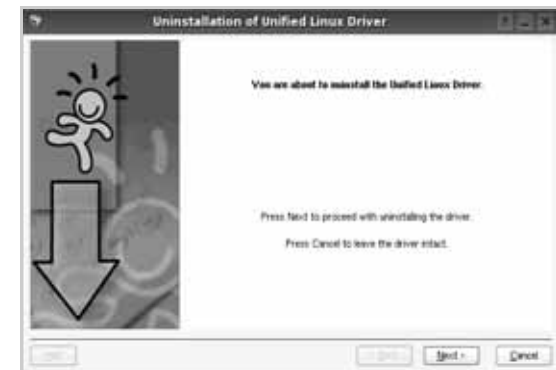 Uninstallation of Unified Linux Driver
You are about to uninstall the Unified Linux Driver.
Press Next to proceed with uninstalling the driver.
Press Cancel to leave the driver intact.
Next >
Cancel